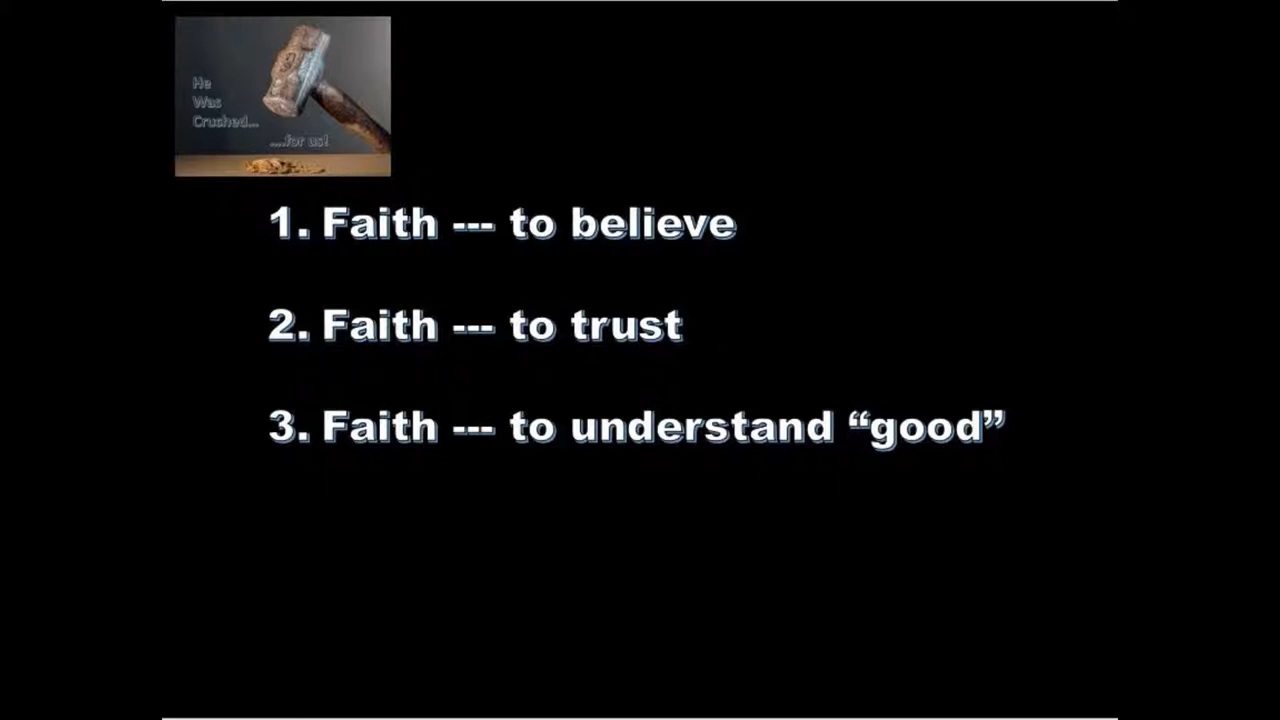 He
Was
Crushed...
....for us!
1. Faith --- to believe
2. Faith --- to trust
3. Faith --- to understand “good”